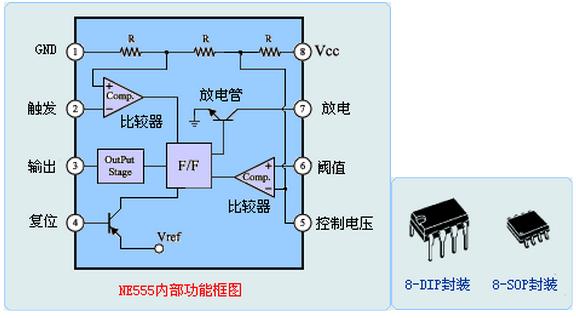 GND
1
R
R
R
8
Vcc
触发
2
+
Comp.
−
比较器
放电管
7
放电
输出
3
OutPut
Stage
F/F
+
Comp.
−
比较器
6
阈值
复位
4
Vref
5
控制电压
NE555内部功能框图
8-DIP封装
8-SOP封装